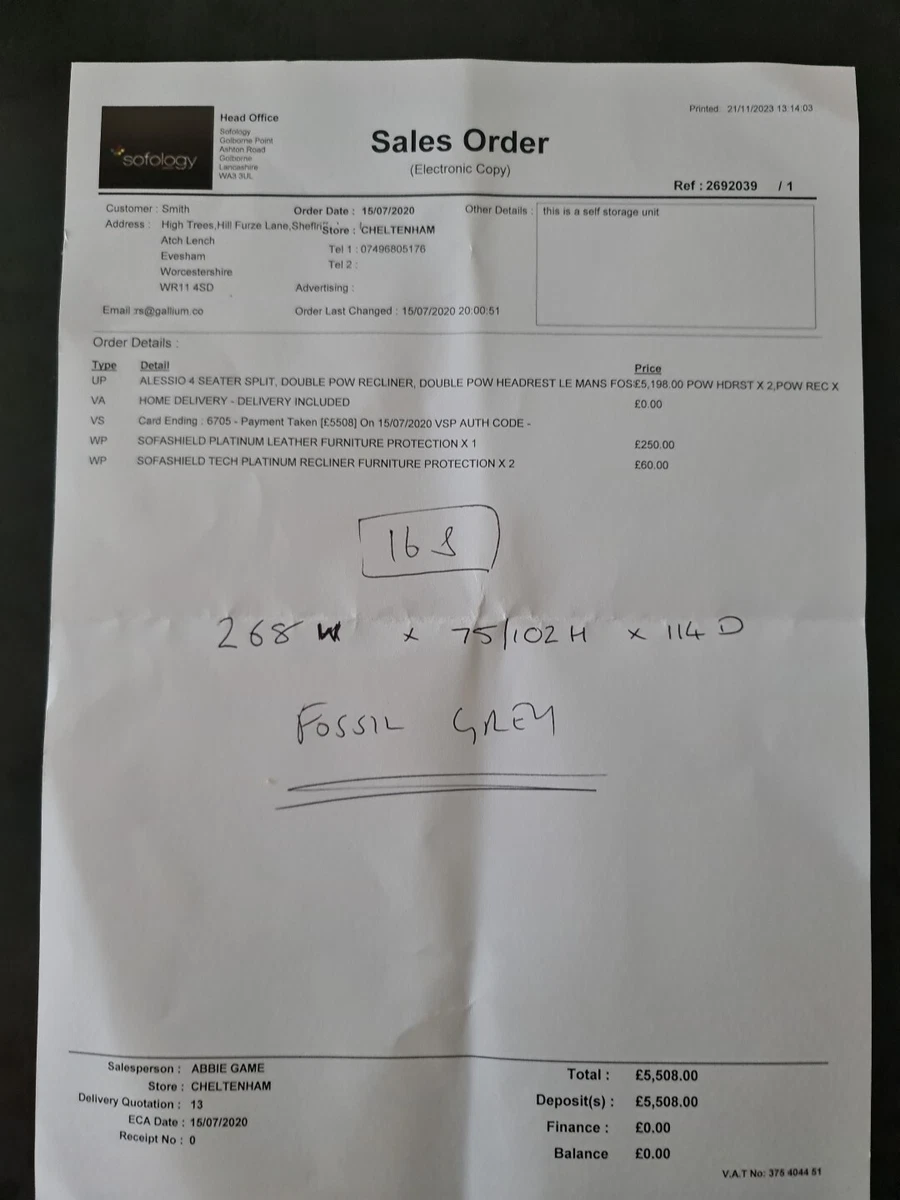 Printed 21/11/2023 13:14:03
sofology
Head Office
Sofology
Golborne Point
Ashton Road
Golborne
Lancashire
WA3 3UL
Sales Order
(Electronic Copy)
Ref : 2692039 / 1
Customer : Smith
Order Date : 15/07/2020
Other Details : this is a self storage unit
Address : High Trees,Hill Furze Lane,
Store : CHELTENHAM
Atch Lench
Tel 1 : 07496805176
Evesham
Tel 2 :
Worcestershire
WR11 4SD
Advertising :
Email :rs@gallium.co
Order Last Changed : 15/07/2020 20:00:51
Order Details :
Type Detail Price
UP ALESSIO 4 SEATER SPLIT, DOUBLE POW RECLINER, DOUBLE POW HEADREST LE MANS FOS£5,198.00 POW HDRST X 2,POW REC X
VA HOME DELIVERY - DELIVERY INCLUDED £0.00
VS Card Ending : 6705 - Payment Taken [£5508] On 15/07/2020 VSP AUTH CODE -
WP SOFASHIELD PLATINUM LEATHER FURNITURE PROTECTION X 1 £250.00
WP SOFASHIELD TECH PLATINUM RECLINER FURNITURE PROTECTION X 2 £60.00
268 W x 75/102 H x 114 D
FOSSIL GREY
Salesperson : ABBIE GAME
Store : CHELTENHAM
Delivery Quotation : 13
ECA Date : 15/07/2020
Receipt No : 0
Total : £5,508.00
Deposit(s) : £5,508.00
Finance : £0.00
Balance £0.00
V.A.T No: 375 4044 51